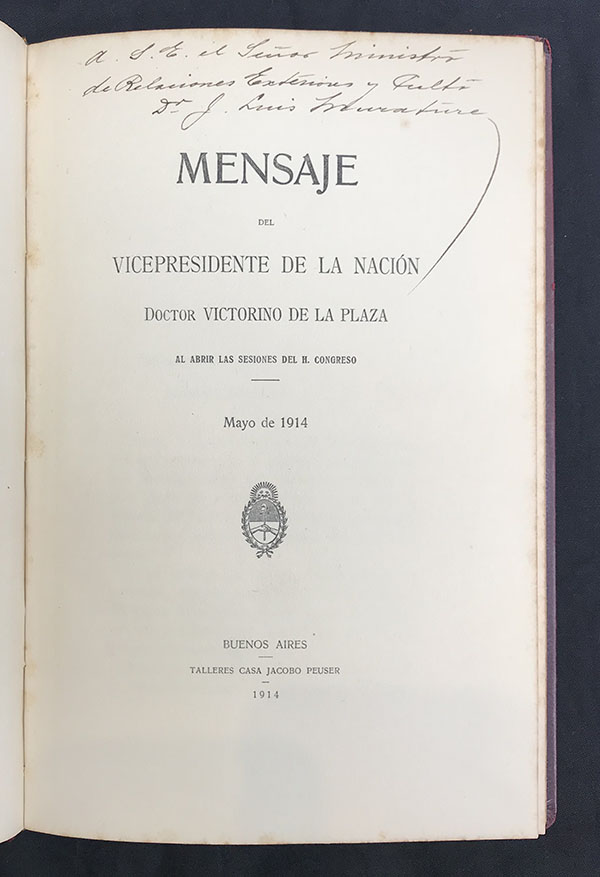 A. S. E. el Señor Ministro
de Relaciones Exteriores y Culto
Dr. J. Luis Murature
MENSAJE
DEL
VICEPRESIDENTE DE LA NACIÓN
DOCTOR VICTORINO DE LA PLAZA
AL ABRIR LAS SESIONES DEL H. CONGRESO
Mayo de 1914
BUENOS AIRES
TALLERES CASA JACOBO PEUSER
1914